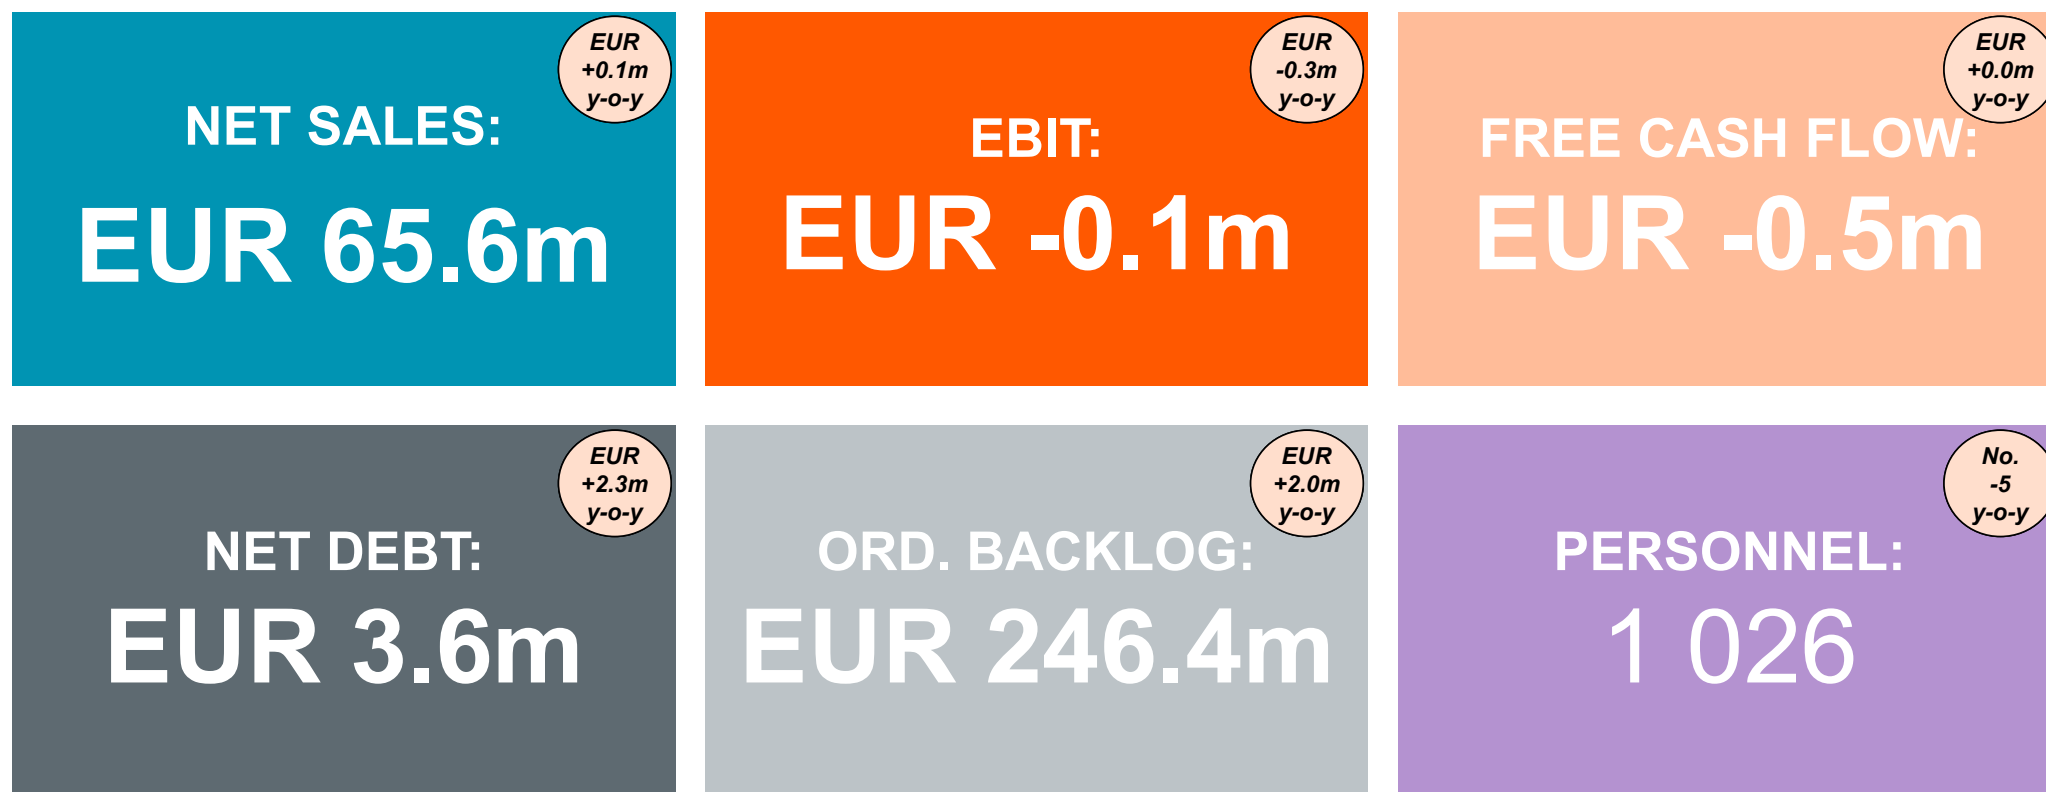 EUR
+0.1m
y-o-y
NET SALES:
EUR 65.6m
EUR
-0.3m
y-o-y
EBIT:
EUR -0.1m
EUR
+0.0m
y-o-y
FREE CASH FLOW:
EUR -0.5m
EUR
+2.3m
y-o-y
NET DEBT:
EUR 3.6m
EUR
+2.0m
y-o-y
ORD. BACKLOG:
EUR 246.4m
No.
-5
y-o-y
PERSONNEL:
1 026